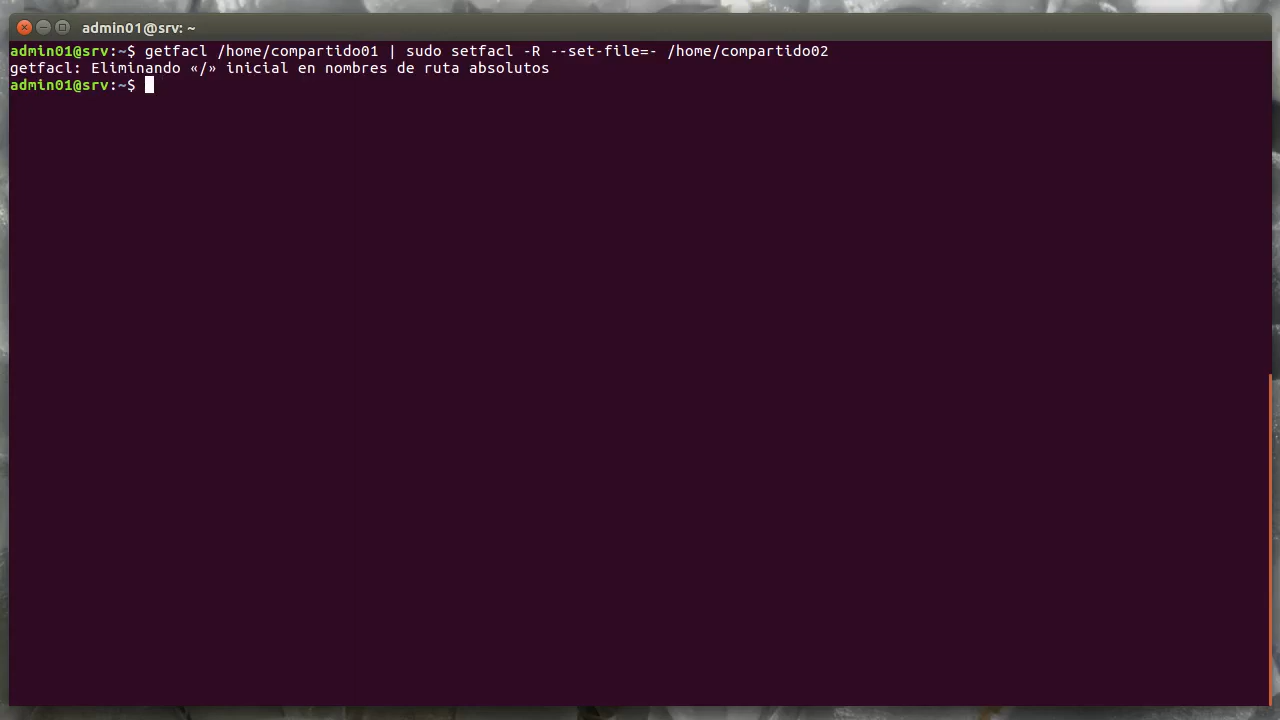 admin01@srv: ~
admin01@srv:~$ getfacl /home/compartido01 | sudo setfacl -R --set-file=- /home/compartido02
getfacl: Eliminando «/» inicial en nombres de ruta absolutos
admin01@srv:~$